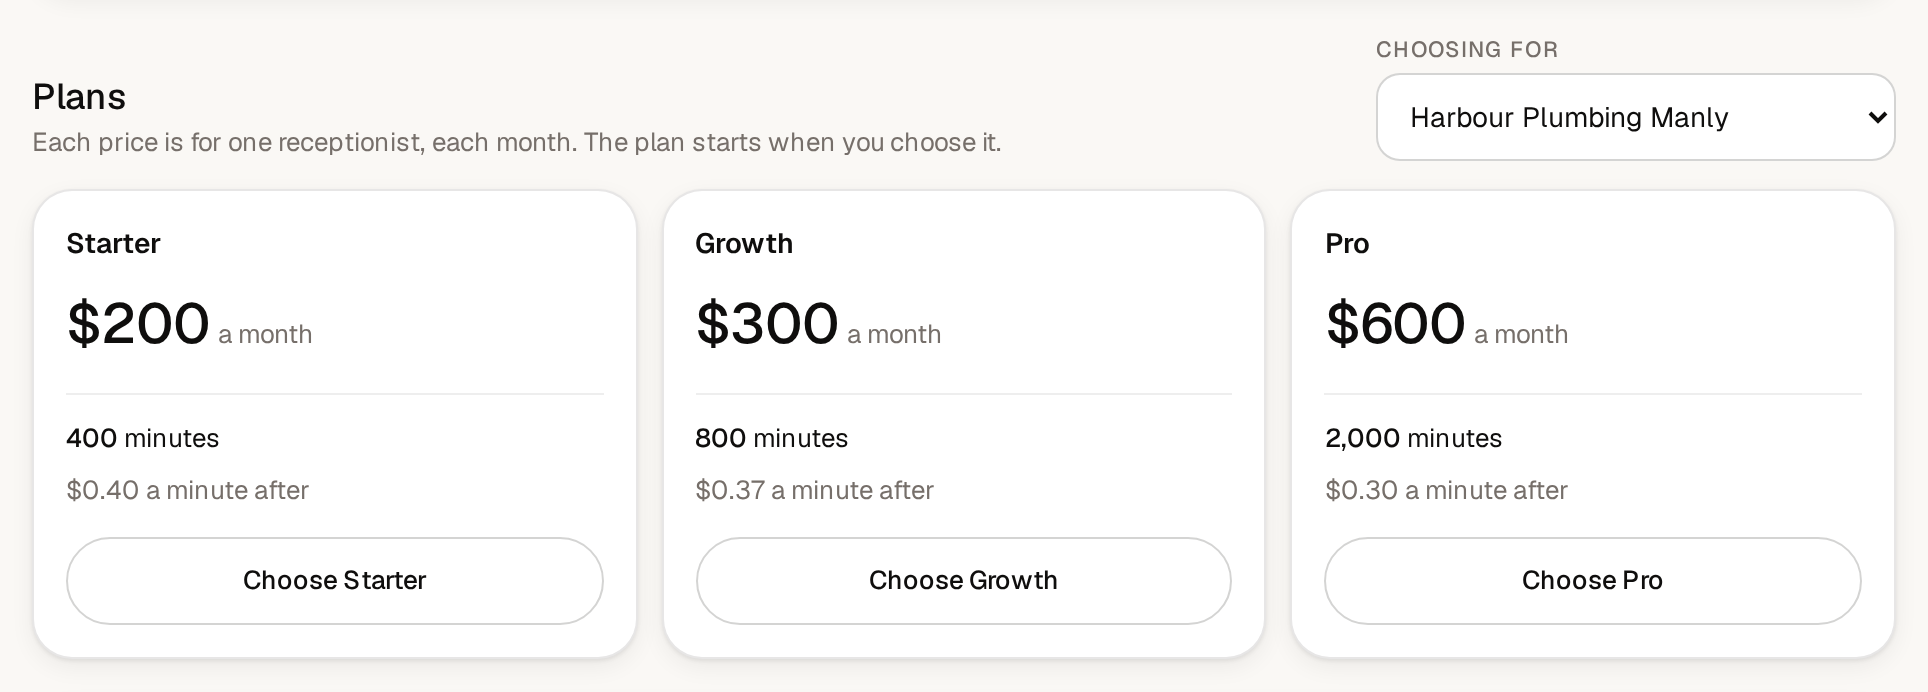 CHOOSING FOR
Plans
Harbour Plumbing Manly
Each price is for one receptionist, each month. The plan starts when you choose it.
Starter
$200 a month
400 minutes
$0.40 a minute after
Choose Starter
Growth
$300 a month
800 minutes
$0.37 a minute after
Choose Growth
Pro
$600 a month
2,000 minutes
$0.30 a minute after
Choose Pro